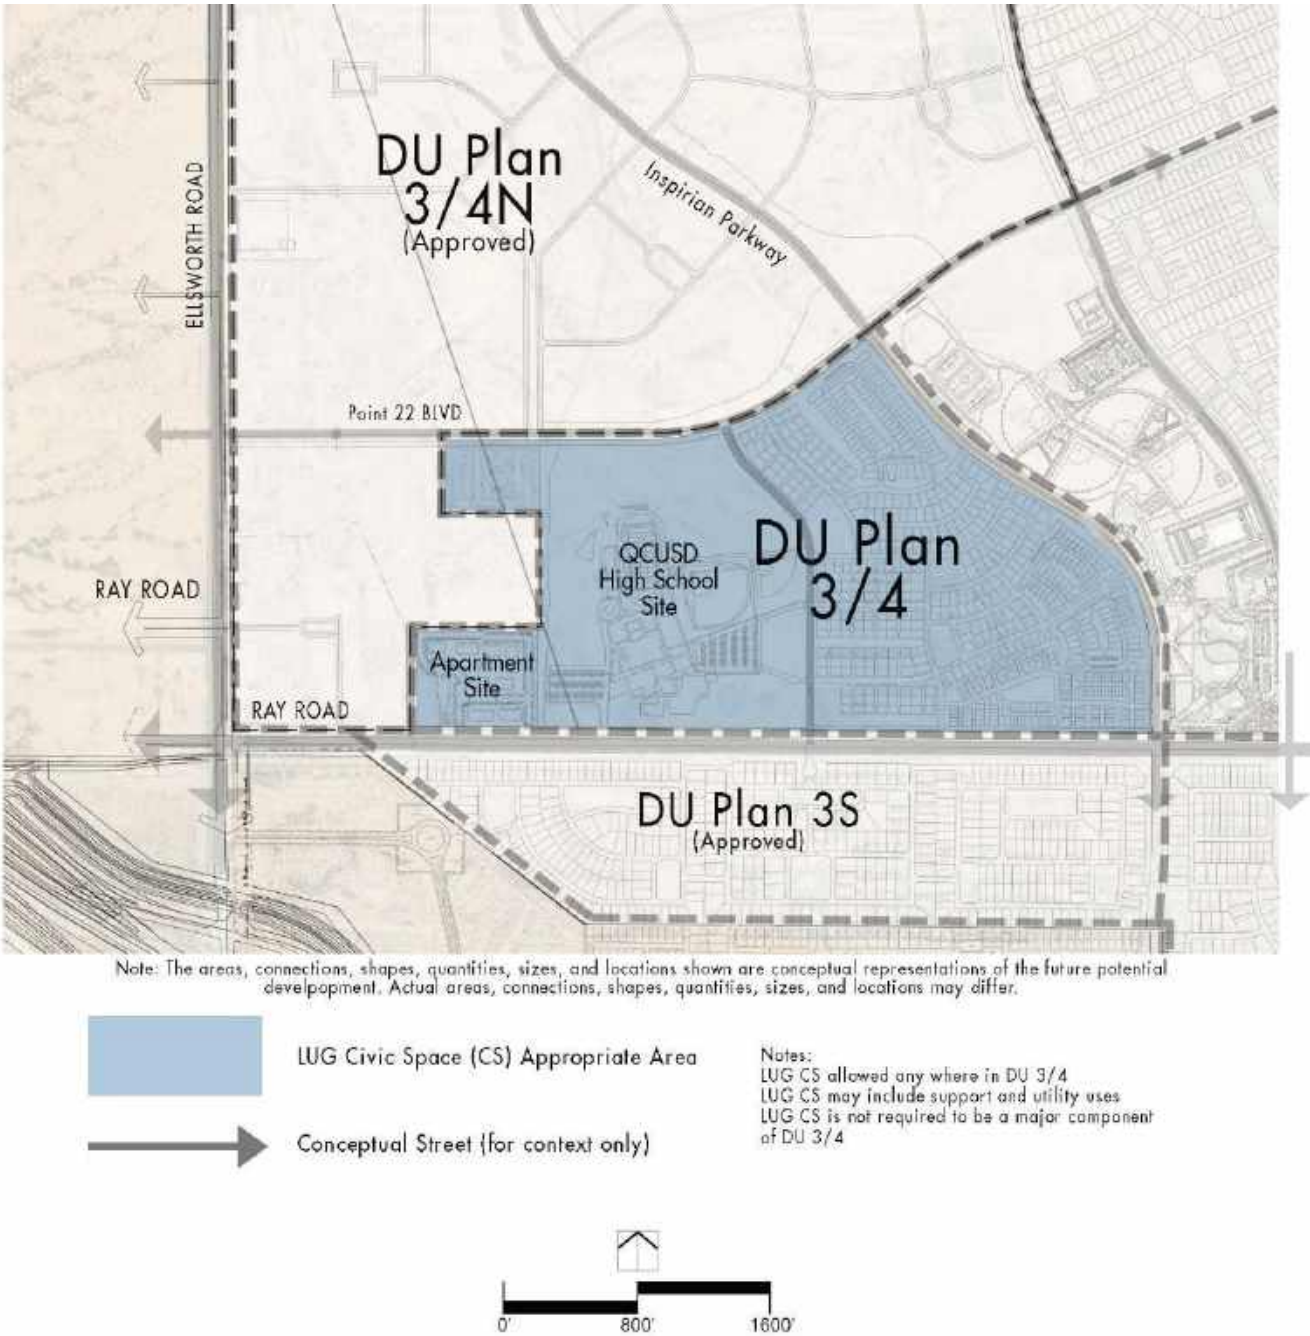 DU Plan
3/4N
(Approved)
Inspirian Parkway
ELLSWORTH ROAD
Point 22 BLVD
QCUSD
High School
Site
DU Plan
3/4
RAY ROAD
Apartment
Site
RAY ROAD
DU Plan 3S
(Approved)
Note: The areas, connections, shapes, quantities, sizes, and locations shown are conceptual representations of the future potential
develpopment. Actual areas, connections, shapes, quantities, sizes, and locations may differ.
LUG Civic Space (CS) Appropriate Area
Conceptual Street (for context only)
Notes:
LUG CS allowed any where in DU 3/4
LUG CS may include support and utility uses
LUG CS is not required to be a major component
of DU 3/4
0' 800' 1600'